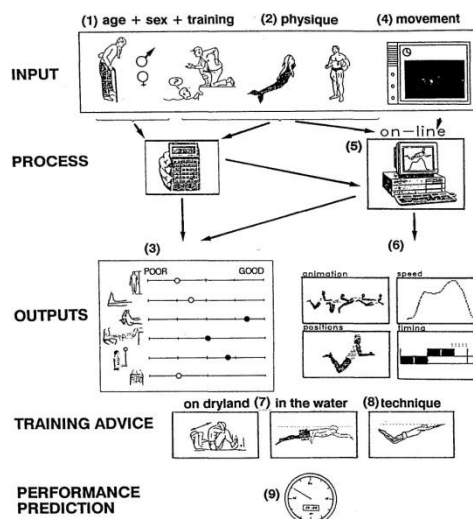 (1) age + sex + training (2) physique (4) movement
INPUT
on-line
(5)
PROCESS
(3) (6)
POOR GOOD
animation speed
OUTPUTS
positions timing
on dryland (7) in the water (8) technique
TRAINING ADVICE
PERFORMANCE
PREDICTION
(9)